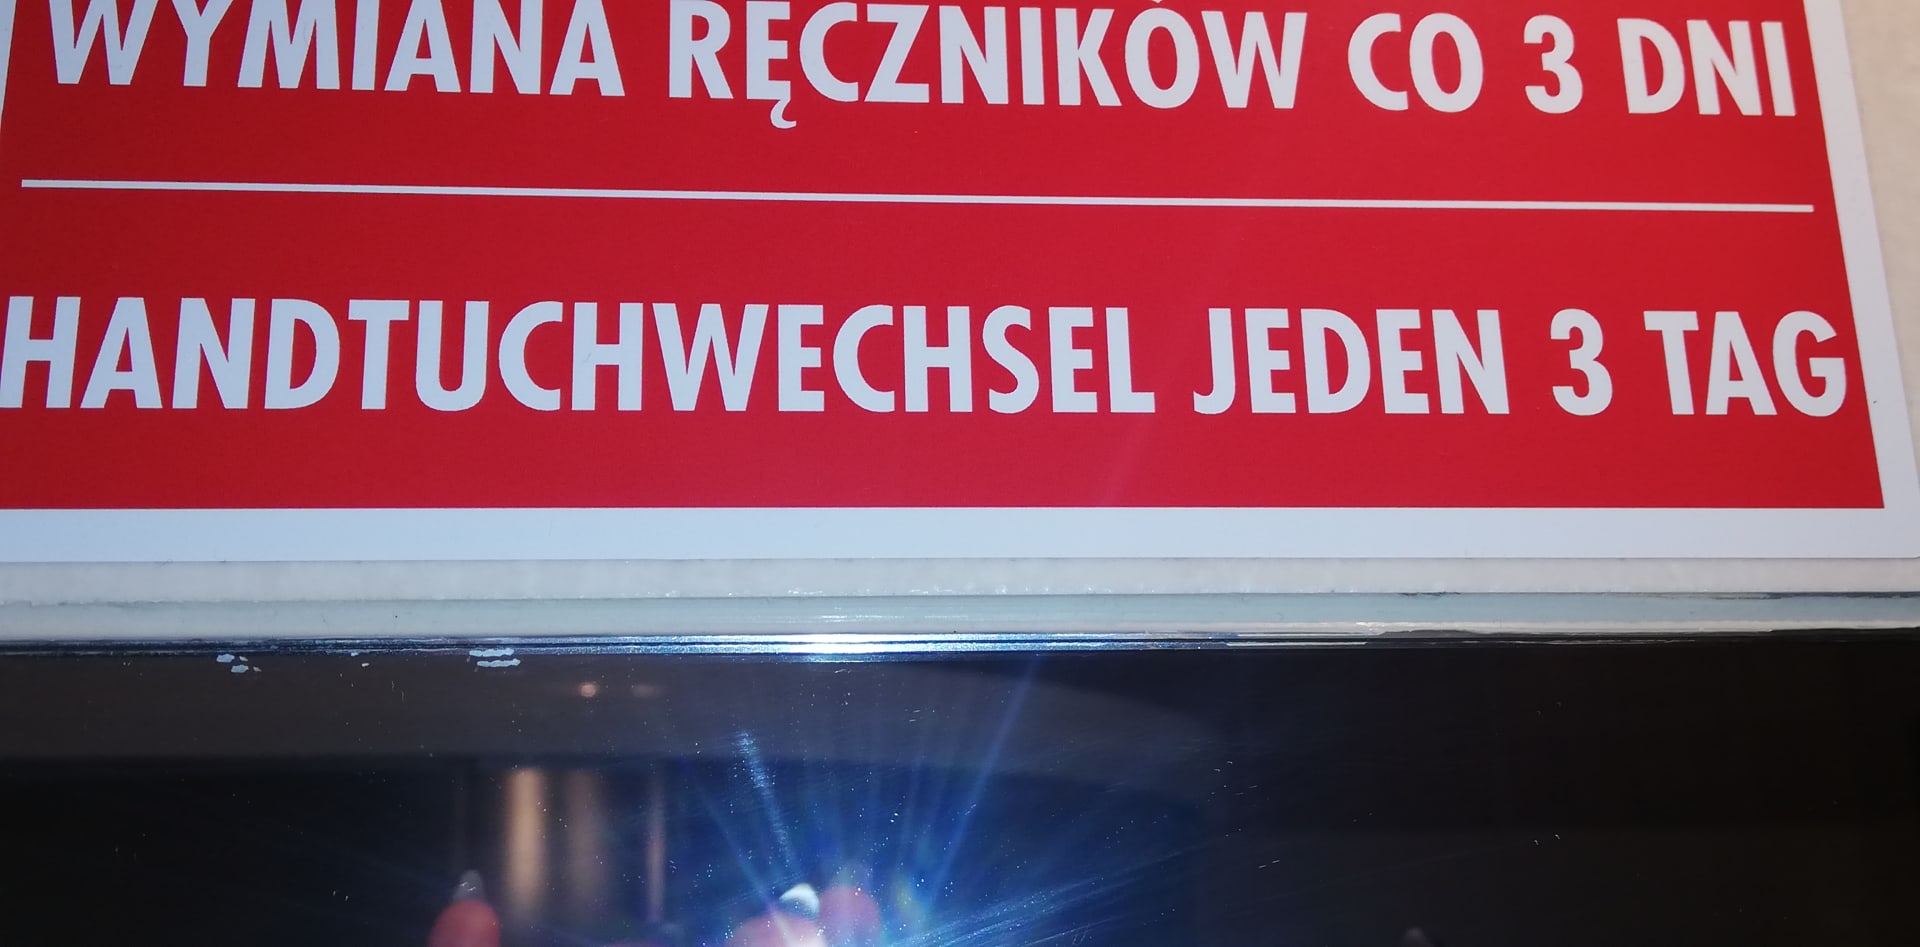 WYMIANA RĘCZNIKÓW CO 3 DNI
HANDTUCHWECHSEL JEDEN 3 TAG